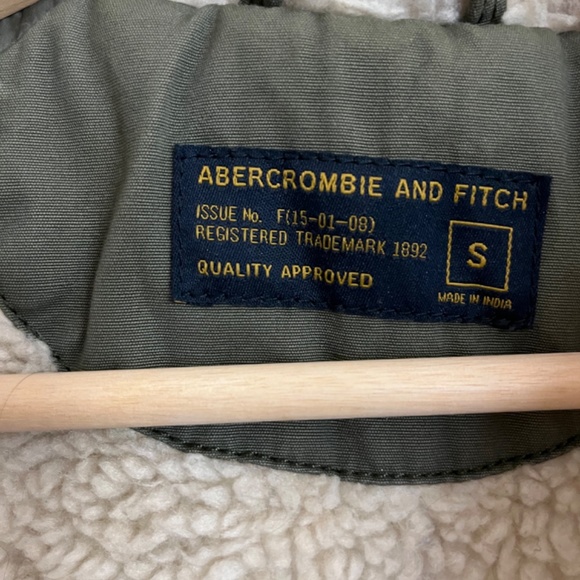 ABERCROMBIE AND FITCH
ISSUE No. F(15-01-08)
REGISTERED TRADEMARK 1892
QUALITY APPROVED
S
MADE IN INDIA